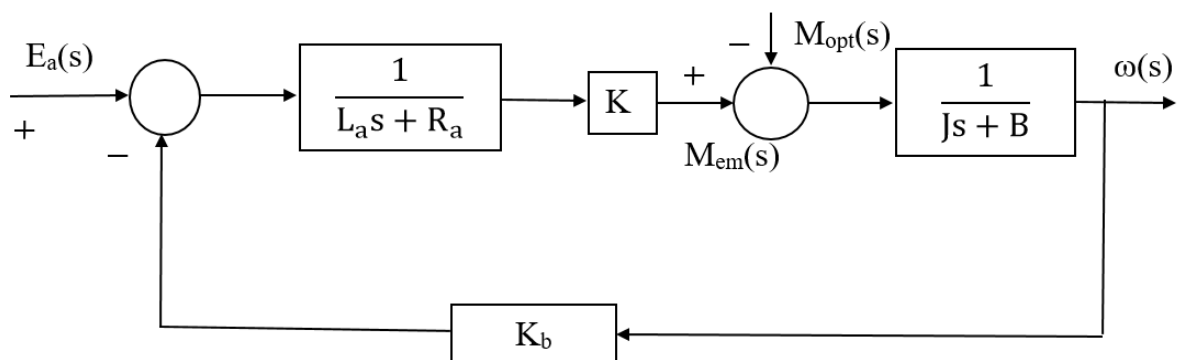 Eₐ(s)
+
−
1
Lₐs + Rₐ
K
+
Mₑₘ(s)
−
Mₒₚₜ(s)
1
Js + B
ω(s)
K_b